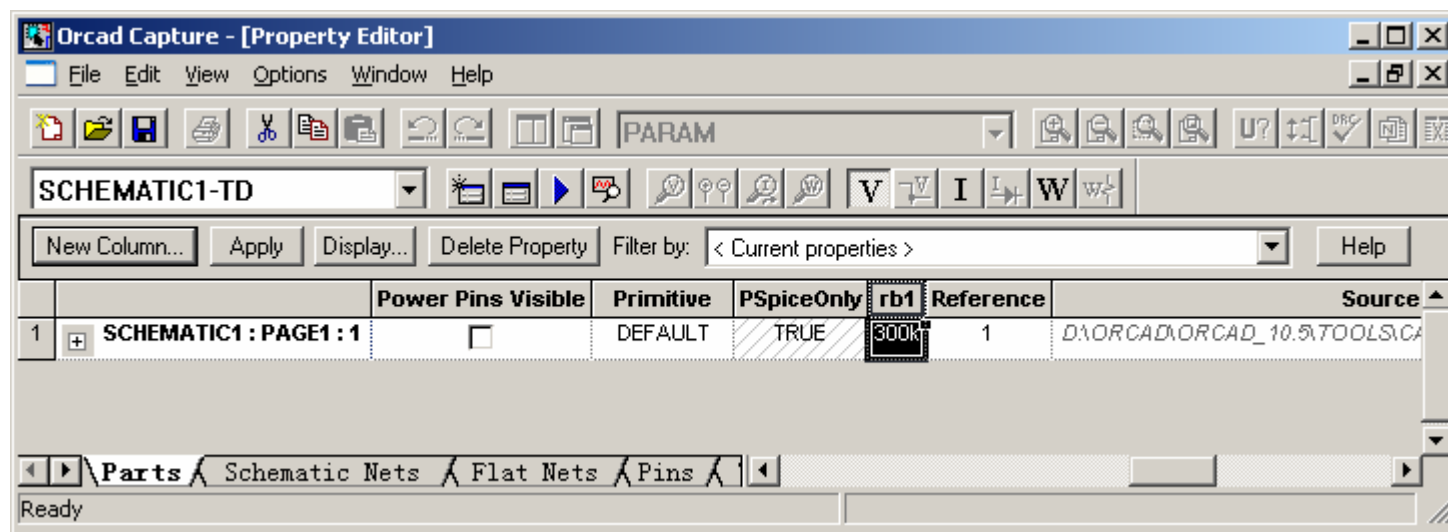 Orcad Capture - [Property Editor]
File Edit View Options Window Help
PARAM U? DRC
SCHEMATIC1-TD V V I I W W
New Column... Apply Display... Delete Property Filter by: < Current properties > Help
Power Pins Visible Primitive PSpiceOnly rb1 Reference Source
1 SCHEMATIC1 : PAGE1 : 1 DEFAULT TRUE 300k 1 D:\ORCAD\ORCAD_10.5\TOOLS\CA
Parts Schematic Nets Flat Nets Pins
Ready